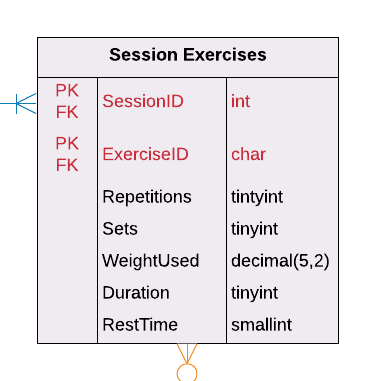 Session Exercises
PK
FK SessionID int
PK
FK ExerciseID char
Repetitions tintyint
Sets tinyint
WeightUsed decimal(5,2)
Duration tinyint
RestTime smallint